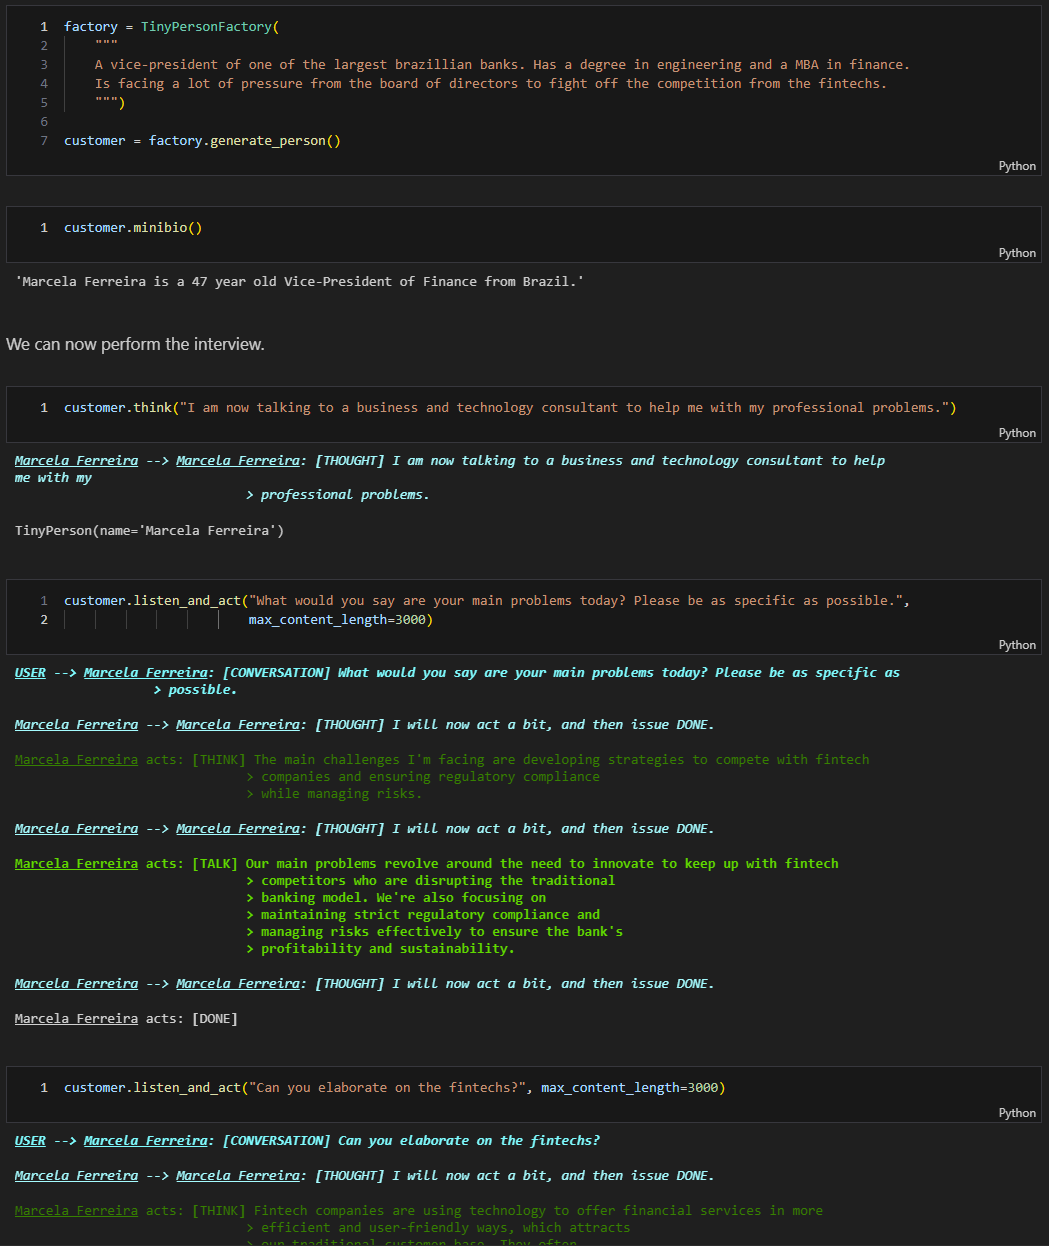 1 factory = TinyPersonFactory(
2 """
3 A vice-president of one of the largest brazillian banks. Has a degree in engineering and a MBA in finance.
4 Is facing a lot of pressure from the board of directors to fight off the competition from the fintechs.
5 """)
6
7 customer = factory.generate_person()
Python
1 customer.minibio()
Python
'Marcela Ferreira is a 47 year old Vice-President of Finance from Brazil.'
We can now perform the interview.
1 customer.think("I am now talking to a business and technology consultant to help me with my professional problems.")
Python
Marcela Ferreira --> Marcela Ferreira: [THOUGHT] I am now talking to a business and technology consultant to help
me with my
> professional problems.
TinyPerson(name='Marcela Ferreira')
1 customer.listen_and_act("What would you say are your main problems today? Please be as specific as possible.",
2 max_content_length=3000)
Python
USER --> Marcela Ferreira: [CONVERSATION] What would you say are your main problems today? Please be as specific as
> possible.
Marcela Ferreira --> Marcela Ferreira: [THOUGHT] I will now act a bit, and then issue DONE.
Marcela Ferreira acts: [THINK] The main challenges I'm facing are developing strategies to compete with fintech
> companies and ensuring regulatory compliance
> while managing risks.
Marcela Ferreira --> Marcela Ferreira: [THOUGHT] I will now act a bit, and then issue DONE.
Marcela Ferreira acts: [TALK] Our main problems revolve around the need to innovate to keep up with fintech
> competitors who are disrupting the traditional
> banking model. We're also focusing on
> maintaining strict regulatory compliance and
> managing risks effectively to ensure the bank's
> profitability and sustainability.
Marcela Ferreira --> Marcela Ferreira: [THOUGHT] I will now act a bit, and then issue DONE.
Marcela Ferreira acts: [DONE]
1 customer.listen_and_act("Can you elaborate on the fintechs?", max_content_length=3000)
Python
USER --> Marcela Ferreira: [CONVERSATION] Can you elaborate on the fintechs?
Marcela Ferreira --> Marcela Ferreira: [THOUGHT] I will now act a bit, and then issue DONE.
Marcela Ferreira acts: [THINK] Fintech companies are using technology to offer financial services in more
> efficient and user-friendly ways, which attracts
> our traditional customer base. They often